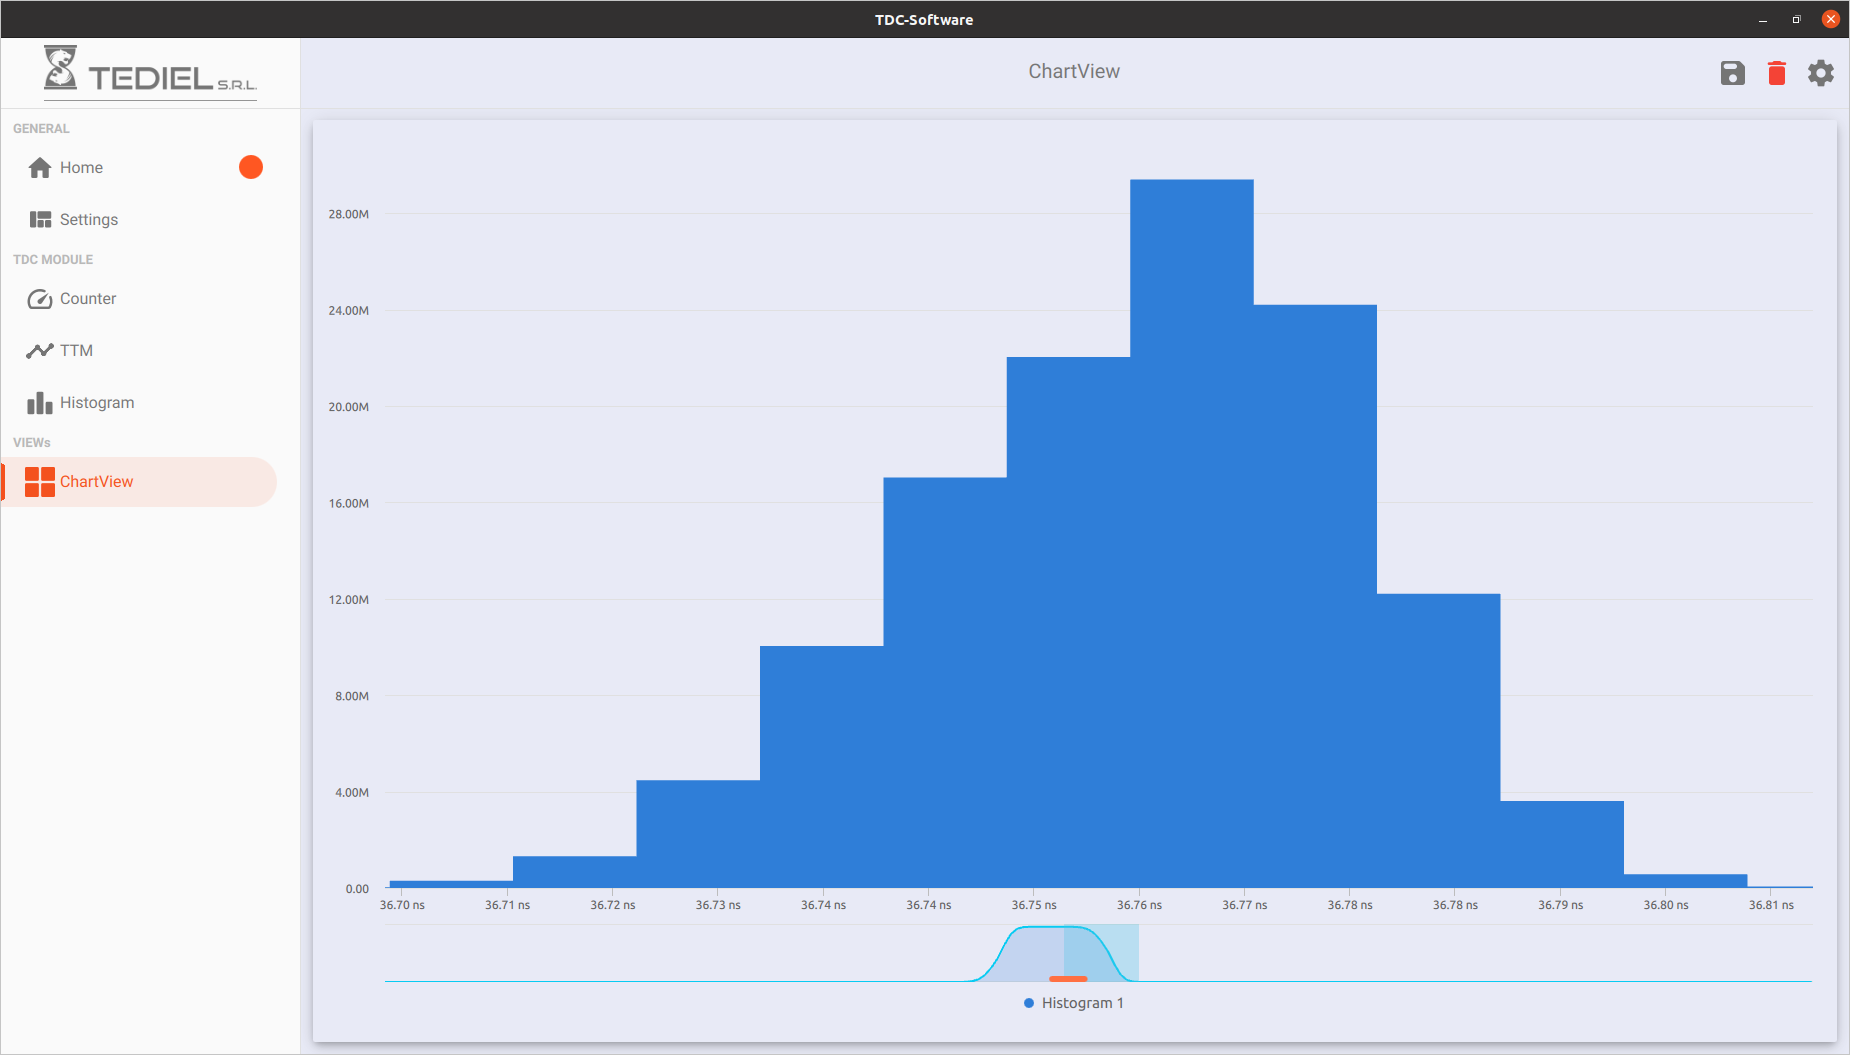 TDC-Software
TEDIEL S.R.L.
ChartView
GENERAL
Home
Settings
TDC MODULE
Counter
TTM
Histogram
VIEWs
ChartView
28.00M
24.00M
20.00M
16.00M
12.00M
8.00M
4.00M
0.00
36.70 ns 36.71 ns 36.72 ns 36.73 ns 36.74 ns 36.74 ns 36.75 ns 36.76 ns 36.77 ns 36.78 ns 36.78 ns 36.79 ns 36.80 ns 36.81 ns
Histogram 1